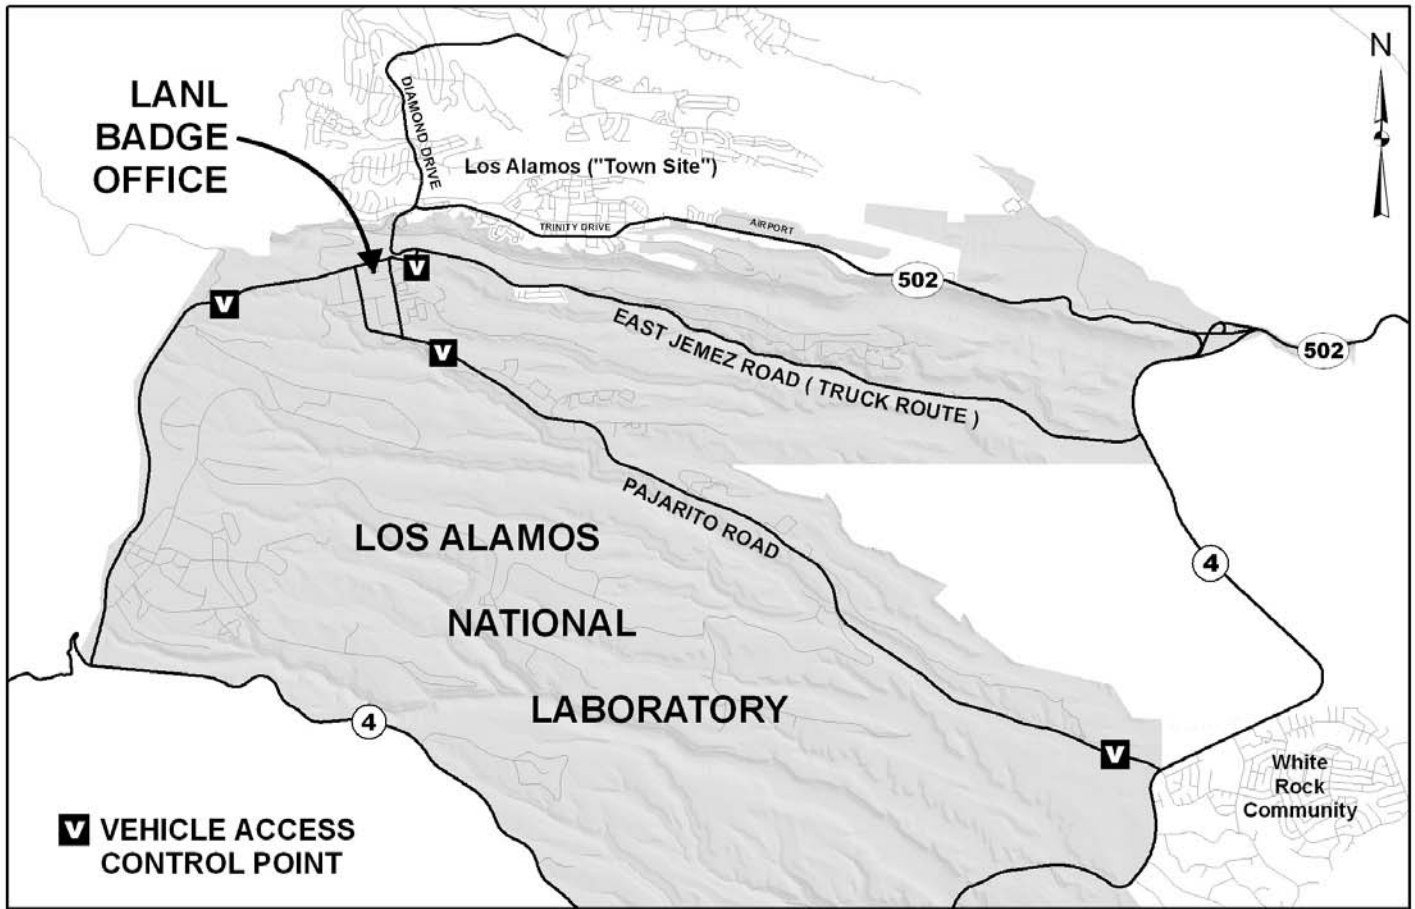 N
LANL
BADGE
OFFICE
DIAMOND DRIVE
Los Alamos ("Town Site")
TRINITY DRIVE
AIRPORT
502
V
V
V
EAST JEMEZ ROAD ( TRUCK ROUTE )
502
PAJARITO ROAD
LOS ALAMOS
NATIONAL
LABORATORY
4
4
V
White
Rock
Community
V VEHICLE ACCESS
CONTROL POINT